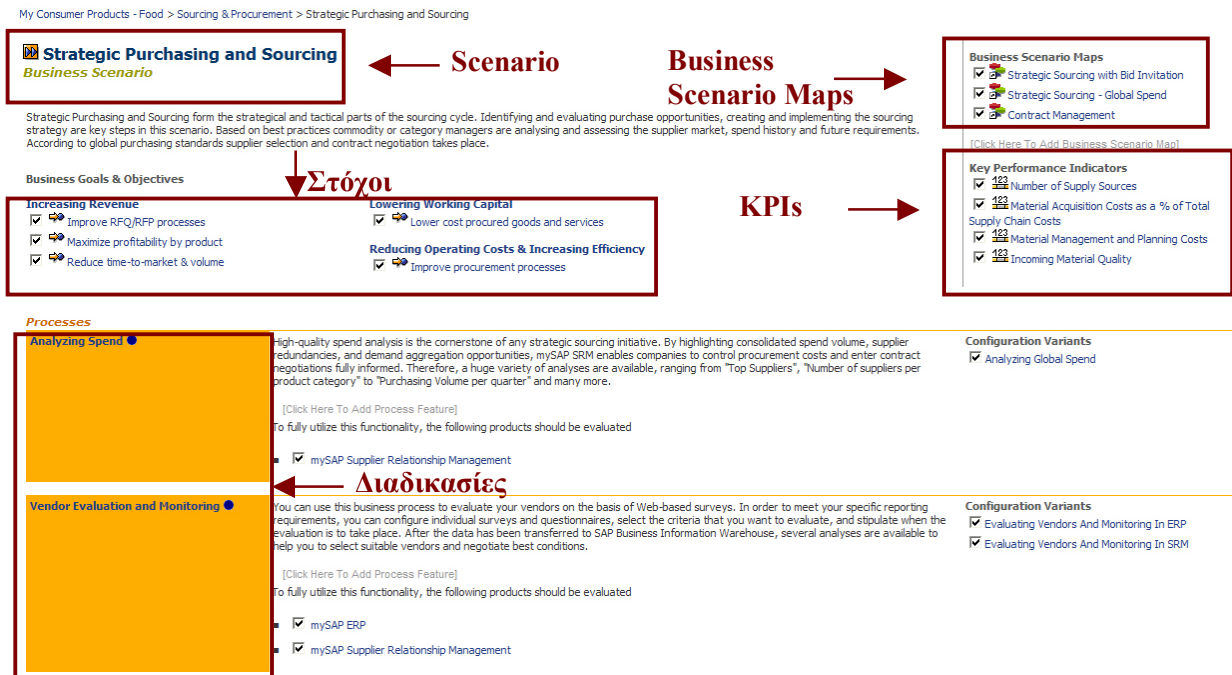 My Consumer Products - Food > Sourcing & Procurement > Strategic Purchasing and Sourcing
Strategic Purchasing and Sourcing
Business Scenario
Scenario
Business
Scenario Maps
Business Scenario Maps
Strategic Sourcing with Bid Invitation
Strategic Sourcing - Global Spend
Contract Management
[Click Here To Add Business Scenario Map]
Strategic Purchasing and Sourcing form the strategical and tactical parts of the sourcing cycle. Identifying and evaluating purchase opportunities, creating and implementing the sourcing
strategy are key steps in this scenario. Based on best practices commodity or category managers are analysing and assessing the supplier market, spend history and future requirements.
According to global purchasing standards supplier selection and contract negotiation takes place.
Business Goals & Objectives
Στόχοι
Increasing Revenue
Improve RFQ/RFP processes
Maximize profitability by product
Reduce time-to-market & volume
Lowering Working Capital
Lower cost procured goods and services
Reducing Operating Costs & Increasing Efficiency
Improve procurement processes
KPIs
Key Performance Indicators
123 Number of Supply Sources
123 Material Acquisition Costs as a % of Total
Supply Chain Costs
123 Material Management and Planning Costs
123 Incoming Material Quality
Processes
Analyzing Spend
High-quality spend analysis is the cornerstone of any strategic sourcing initiative. By highlighting consolidated spend volume, supplier
redundancies, and demand aggregation opportunities, mySAP SRM enables companies to control procurement costs and enter contract
negotiations fully informed. Therefore, a huge variety of analyses are available, ranging from "Top Suppliers", "Number of suppliers per
product category" to "Purchasing Volume per quarter" and many more.
[Click Here To Add Process Feature]
To fully utilize this functionality, the following products should be evaluated
mySAP Supplier Relationship Management
Configuration Variants
Analyzing Global Spend
Διαδικασίες
Vendor Evaluation and Monitoring
You can use this business process to evaluate your vendors on the basis of Web-based surveys. In order to meet your specific reporting
requirements, you can configure individual surveys and questionnaires, select the criteria that you want to evaluate, and stipulate when the
evaluation is to take place. After the data has been transferred to SAP Business Information Warehouse, several analyses are available to
help you to select suitable vendors and negotiate best conditions.
[Click Here To Add Process Feature]
To fully utilize this functionality, the following products should be evaluated
mySAP ERP
mySAP Supplier Relationship Management
Configuration Variants
Evaluating Vendors And Monitoring In ERP
Evaluating Vendors And Monitoring In SRM